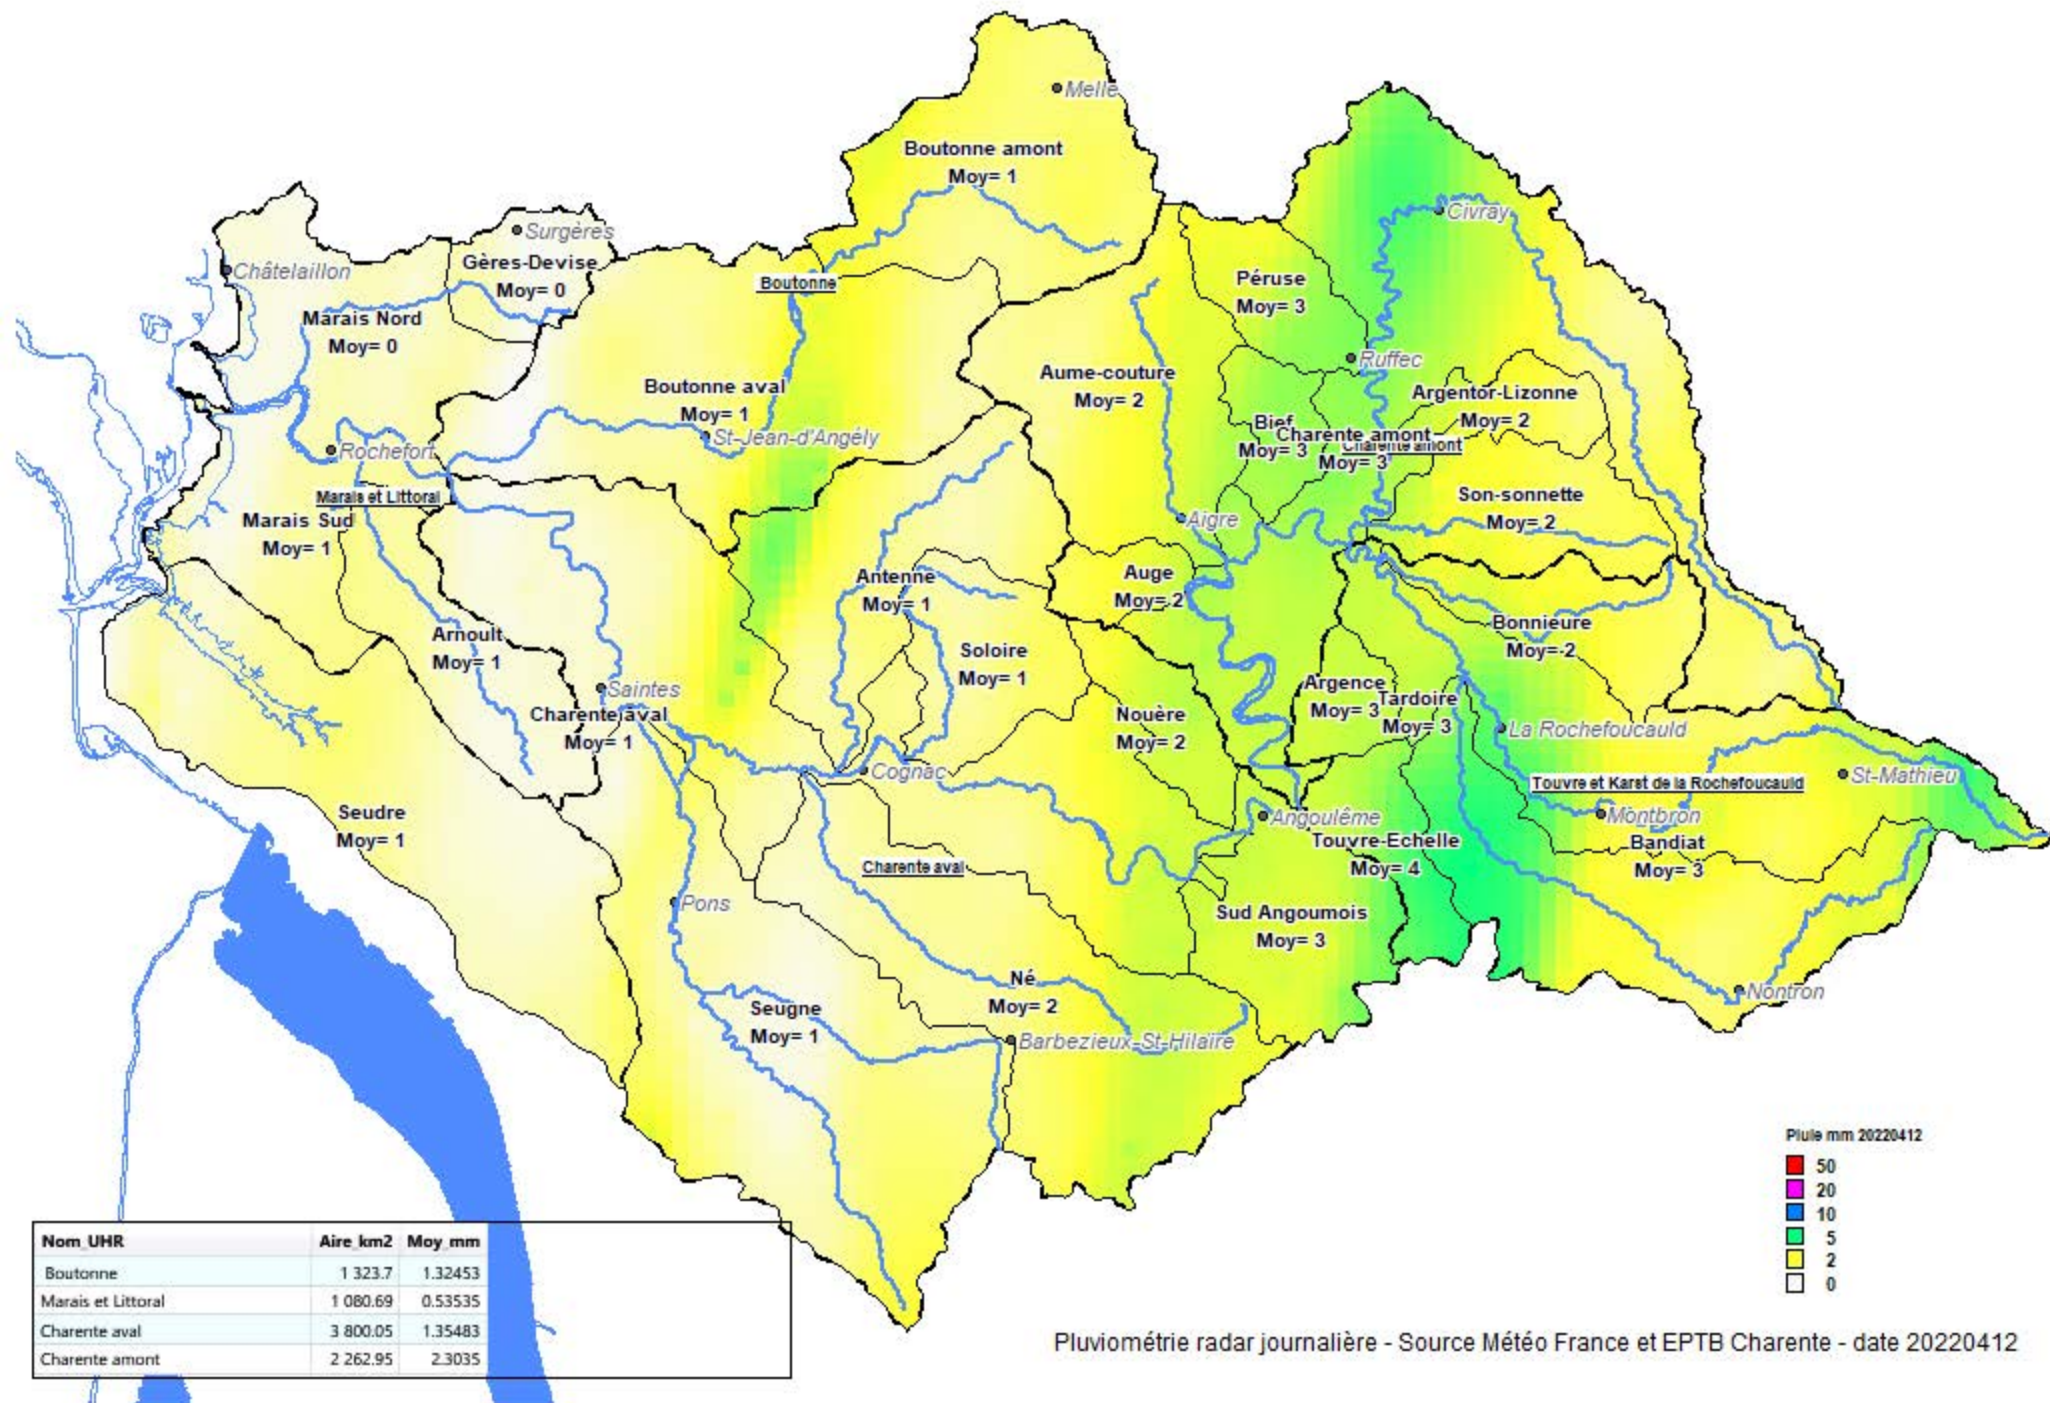 Melle
Boutonne amont
Moy= 1
Civray
Surgères
Châtelaillon
Gères-Devise
Moy= 0
Boutonne
Péruse
Moy= 3
Marais Nord
Moy= 0
Ruffec
Boutonne aval
Moy= 1
Aume-couture
Moy= 2
Argentor-Lizonne
Moy= 2
St-Jean-d'Angély
Bief
Moy= 3
Charente amont
Moy= 3
Charente amont
Rochefort
Marais et Littoral
Son-sonnette
Moy= 2
Marais Sud
Moy= 1
Aigre
Antenne
Moy= 1
Auge
Moy= 2
Arnoult
Moy= 1
Soloire
Moy= 1
Bonnieure
Moy= 2
Saintes
Charente aval
Moy= 1
Nouère
Moy= 2
Argence
Moy= 3
Tardoire
Moy= 3
La Rochefoucauld
Cognac
Touvre et Karst de la Rochefoucauld
St-Mathieu
Seudre
Moy= 1
Angoulême
Montbron
Touvre-Echelle
Moy= 4
Bandiat
Moy= 3
Charente aval
Pons
Sud Angoumois
Moy= 3
Né
Moy= 2
Nontron
Seugne
Moy= 1
Barbezieux-St-Hilaire
Pluie mm 20220412
50
20
10
5
2
0
Nom_UHR Aire_km2 Moy_mm
Boutonne 1 323.7 1.32453
Marais et Littoral 1 080.69 0.53535
Charente aval 3 800.05 1.35483
Charente amont 2 262.95 2.3035
Pluviométrie radar journalière - Source Météo France et EPTB Charente - date 20220412